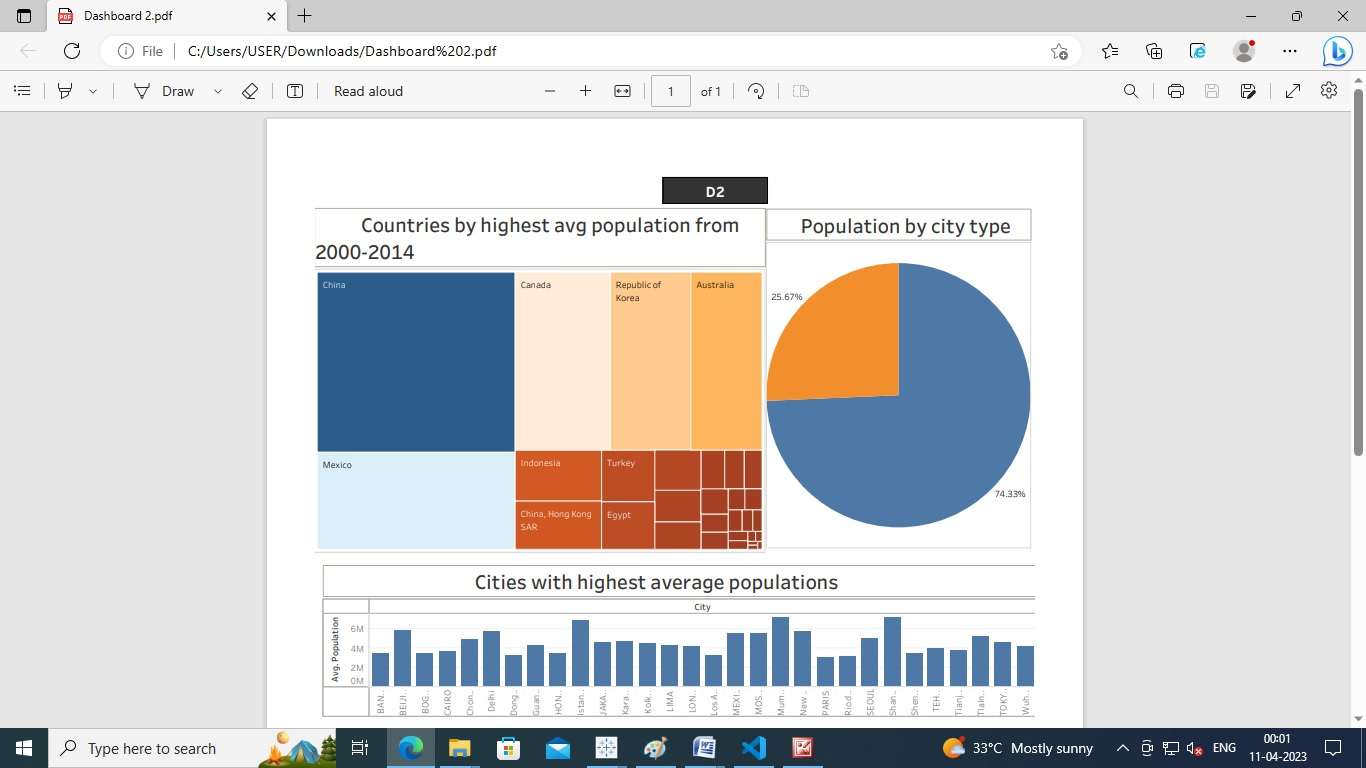 Dashboard 2.pdf
File
C:/Users/USER/Downloads/Dashboard%202.pdf
Draw
Read aloud
1
of 1
D2
Countries by highest avg population from
2000-2014
Population by city type
China
Canada
Republic of
Korea
Australia
Mexico
Indonesia
Turkey
China, Hong Kong
SAR
Egypt
25.67%
74.33%
Cities with highest average populations
City
Avg. Population
6M
4M
2M
0M
BAN..
BEIJI..
BOG..
CAIRO
Chon..
Delhi
Dong..
Guan..
HON..
Istan..
JAKA..
Kara..
Kolk..
LIMA
LON..
Los A..
MEXI..
MOS..
Mum..
New ..
PARIS
Rio d..
SEOUL
Shan..
Shen..
TEH..
Tianj..
TOKY..
Wuh..
Type here to search
33°C Mostly sunny
ENG
00:01
11-04-2023